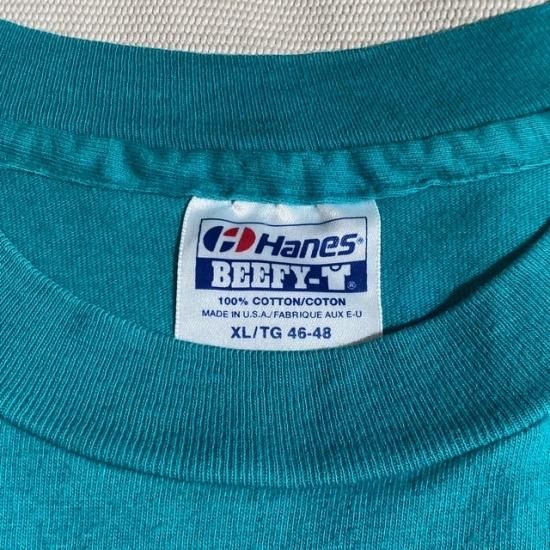 Hanes®
BEEFY-T®
100% COTTON/COTON
MADE IN U.S.A./FABRIQUE AUX E-U
XL/TG 46-48